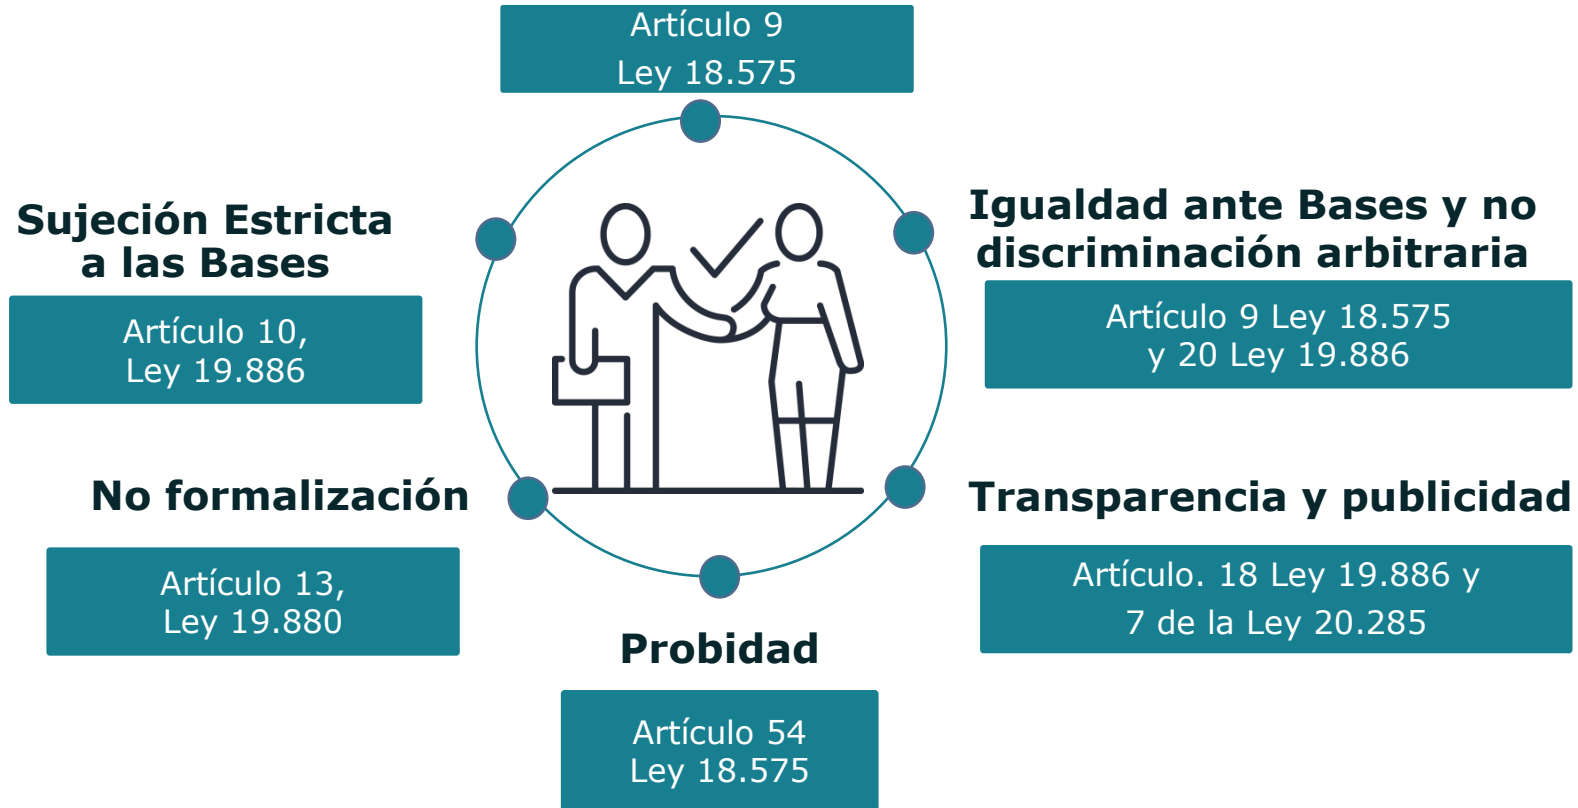 Artículo 9
Ley 18.575
Sujeción Estricta
a las Bases
Artículo 10,
Ley 19.886
Igualdad ante Bases y no
discriminación arbitraria
Artículo 9 Ley 18.575
y 20 Ley 19.886
No formalización
Artículo 13,
Ley 19.880
Transparencia y publicidad
Artículo. 18 Ley 19.886 y
7 de la Ley 20.285
Probidad
Artículo 54
Ley 18.575